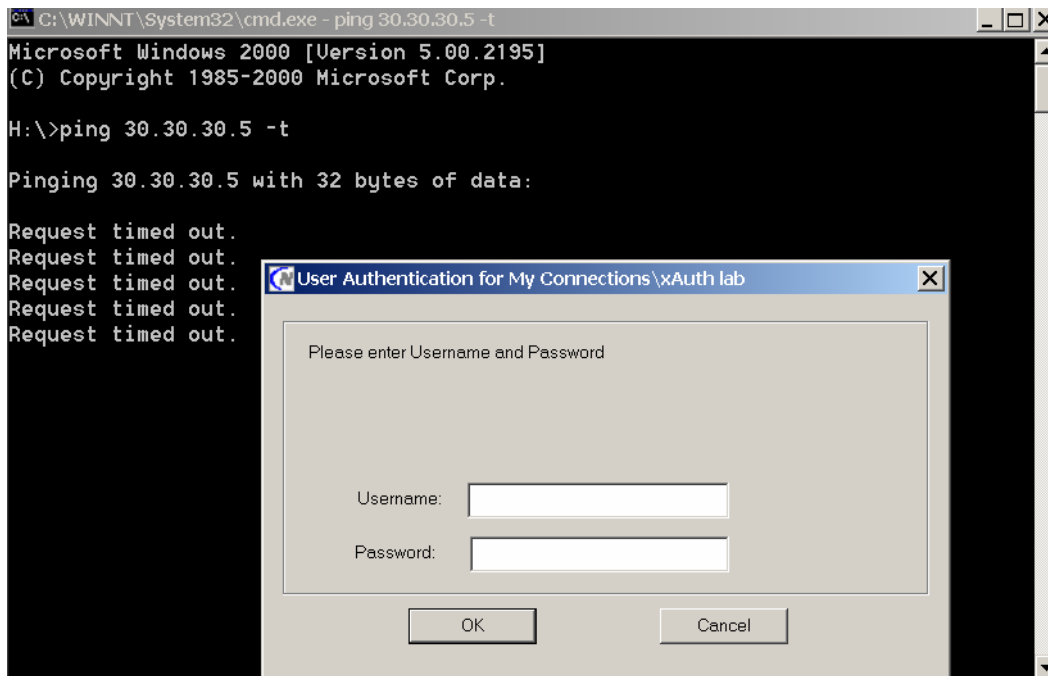 C:\WINNT\System32\cmd.exe - ping 30.30.30.5 -t
Microsoft Windows 2000 [Version 5.00.2195]
(C) Copyright 1985-2000 Microsoft Corp.
H:\>ping 30.30.30.5 -t
Pinging 30.30.30.5 with 32 bytes of data:
Request timed out.
Request timed out.
Request timed out.
Request timed out.
Request timed out.
User Authentication for My Connections\xAuth lab
Please enter Username and Password
Username:
Password:
OK
Cancel